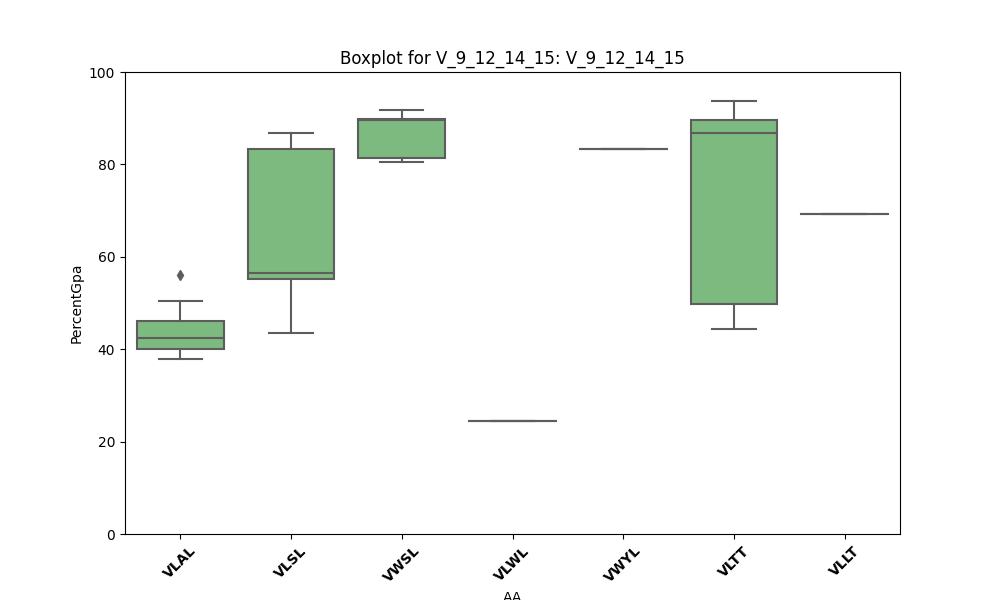 Boxplot for V_9_12_14_15: V_9_12_14_15
100
80
60
40
20
0
PercentGpa
VLAL
VLSL
VWSL
VLWL
VWYL
VLTT
VLLT
AA